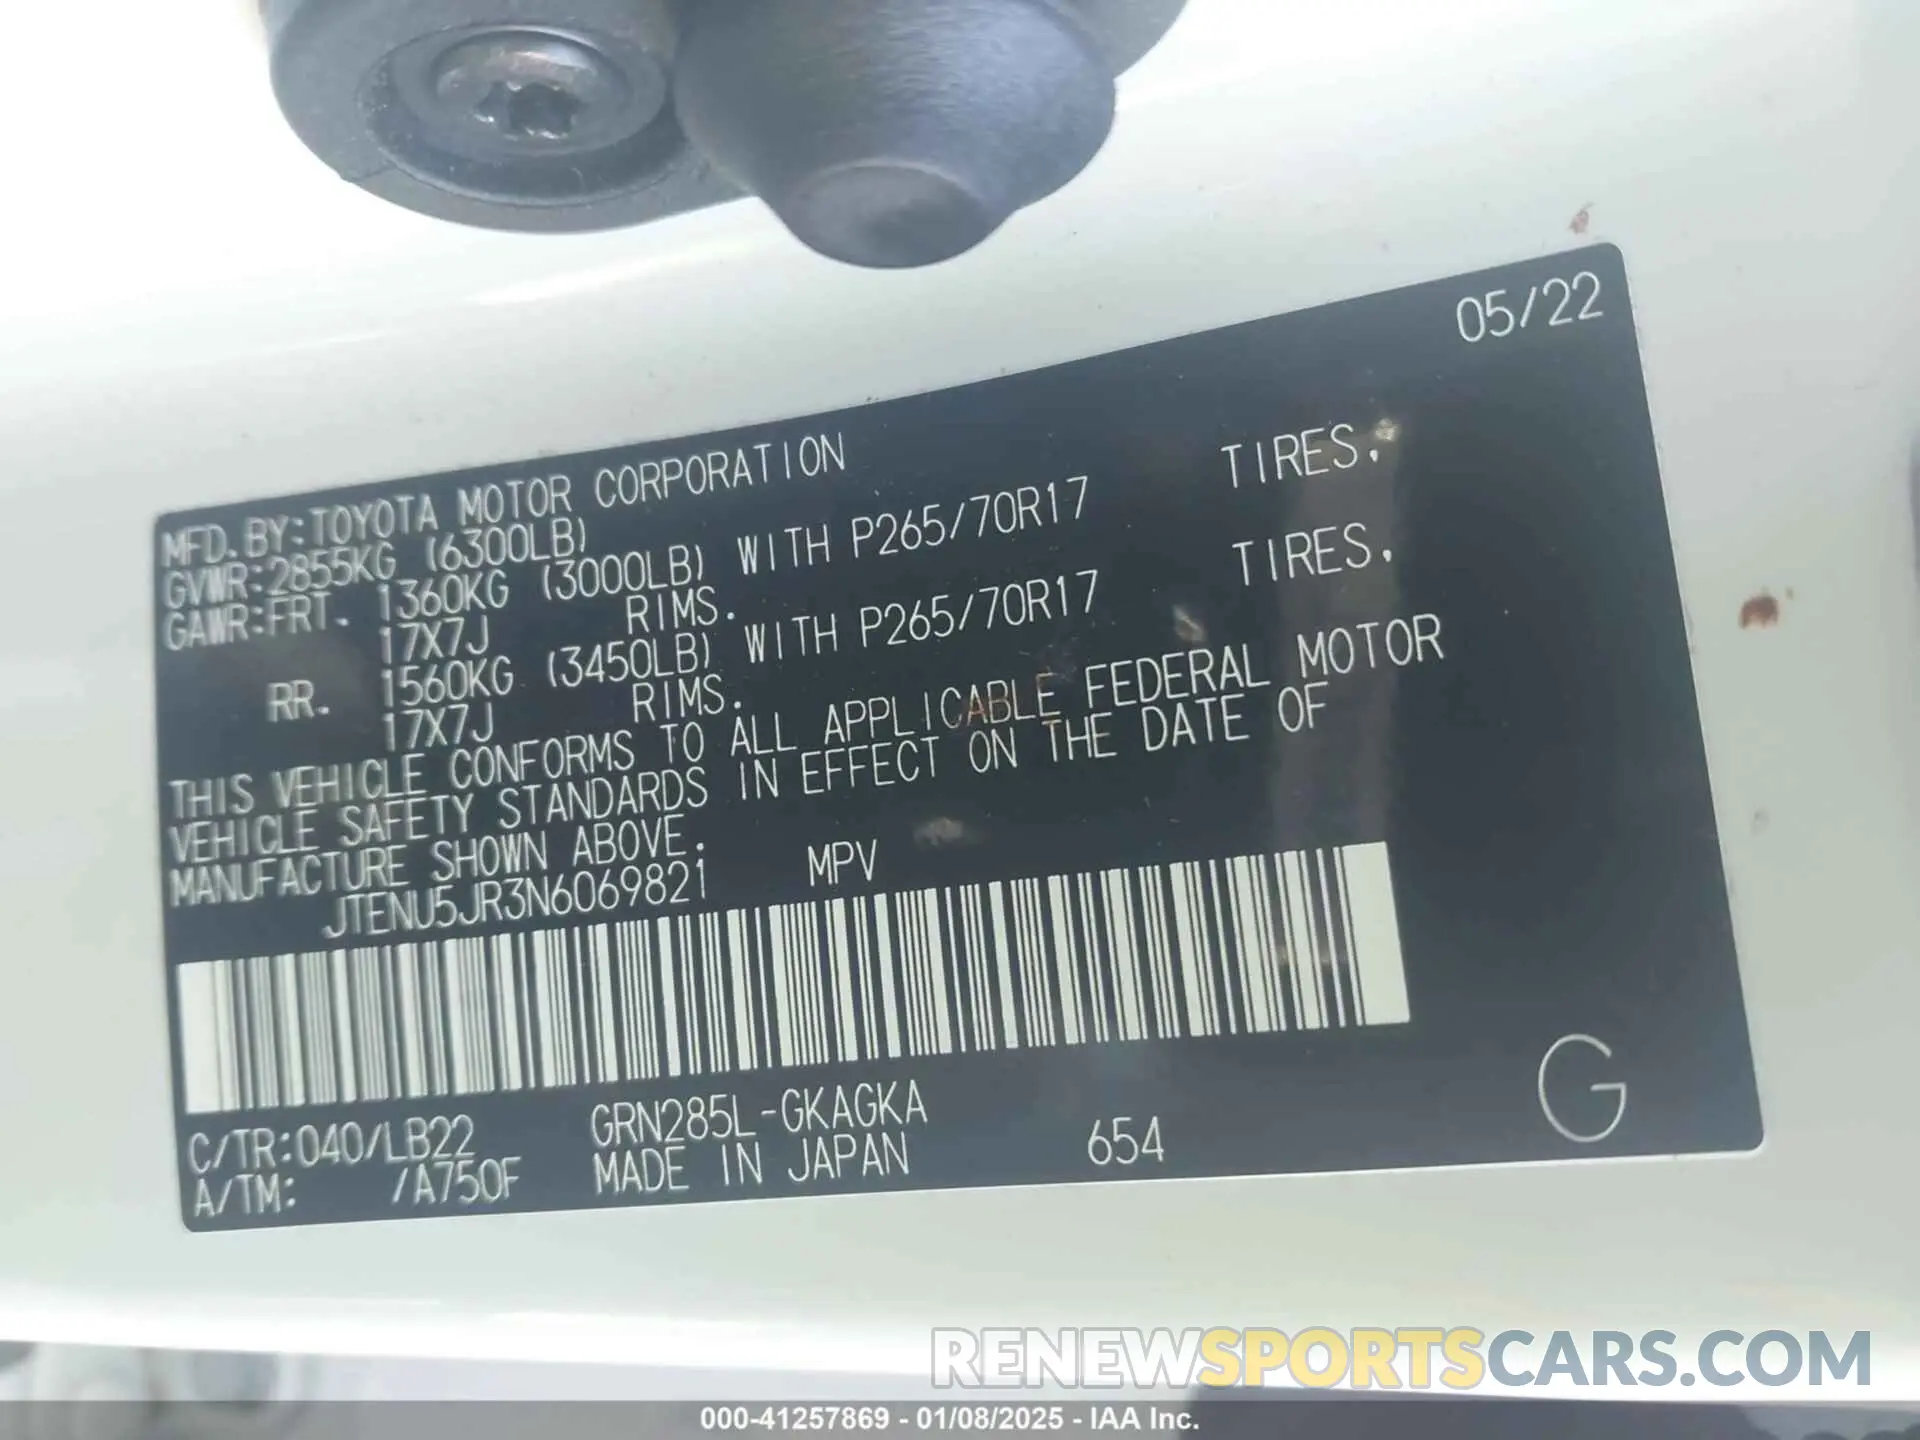 05/22
MFD.BY:TOYOTA MOTOR CORPORATION
GVWR:2855KG (6300LB)
GAWR:FRT. 1360KG (3000LB) WITH P265/70R17 TIRES,
17X7J RIMS.
RR. 1560KG (3450LB) WITH P265/70R17 TIRES,
17X7J RIMS.
THIS VEHICLE CONFORMS TO ALL APPLICABLE FEDERAL MOTOR
VEHICLE SAFETY STANDARDS IN EFFECT ON THE DATE OF
MANUFACTURE SHOWN ABOVE.
JTENU5JR3N6069821 MPV
C/TR:040/LB22 GRN285L-GKAGKA
A/TM: /A750F MADE IN JAPAN 654 G
RENEWSPORTSCARS.COM
000-41257869 - 01/08/2025 - IAA Inc.